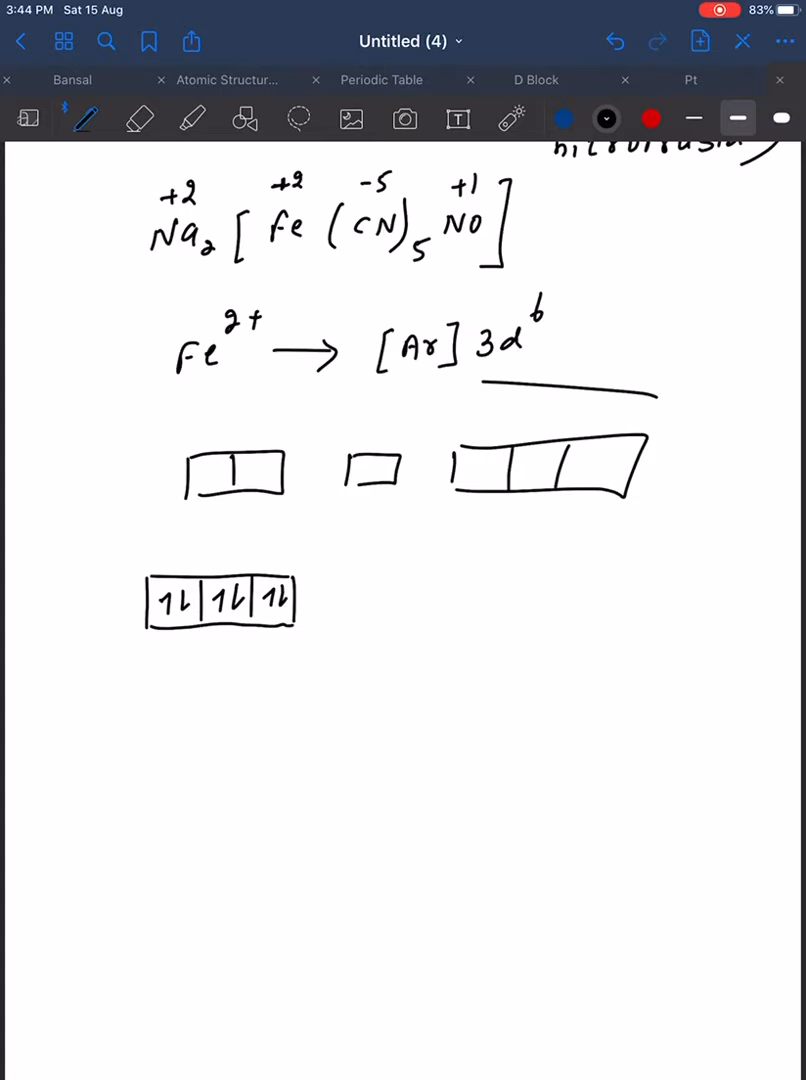 3:44 PM Sat 15 Aug 83%
Untitled (4)
Bansal Atomic Structur... Periodic Table D Block Pt
+2 +2 -5 +1
Na₂ [ Fe (CN)₅ NO ]
Fe²⁺ → [Ar] 3d⁶
1L 1L 1L